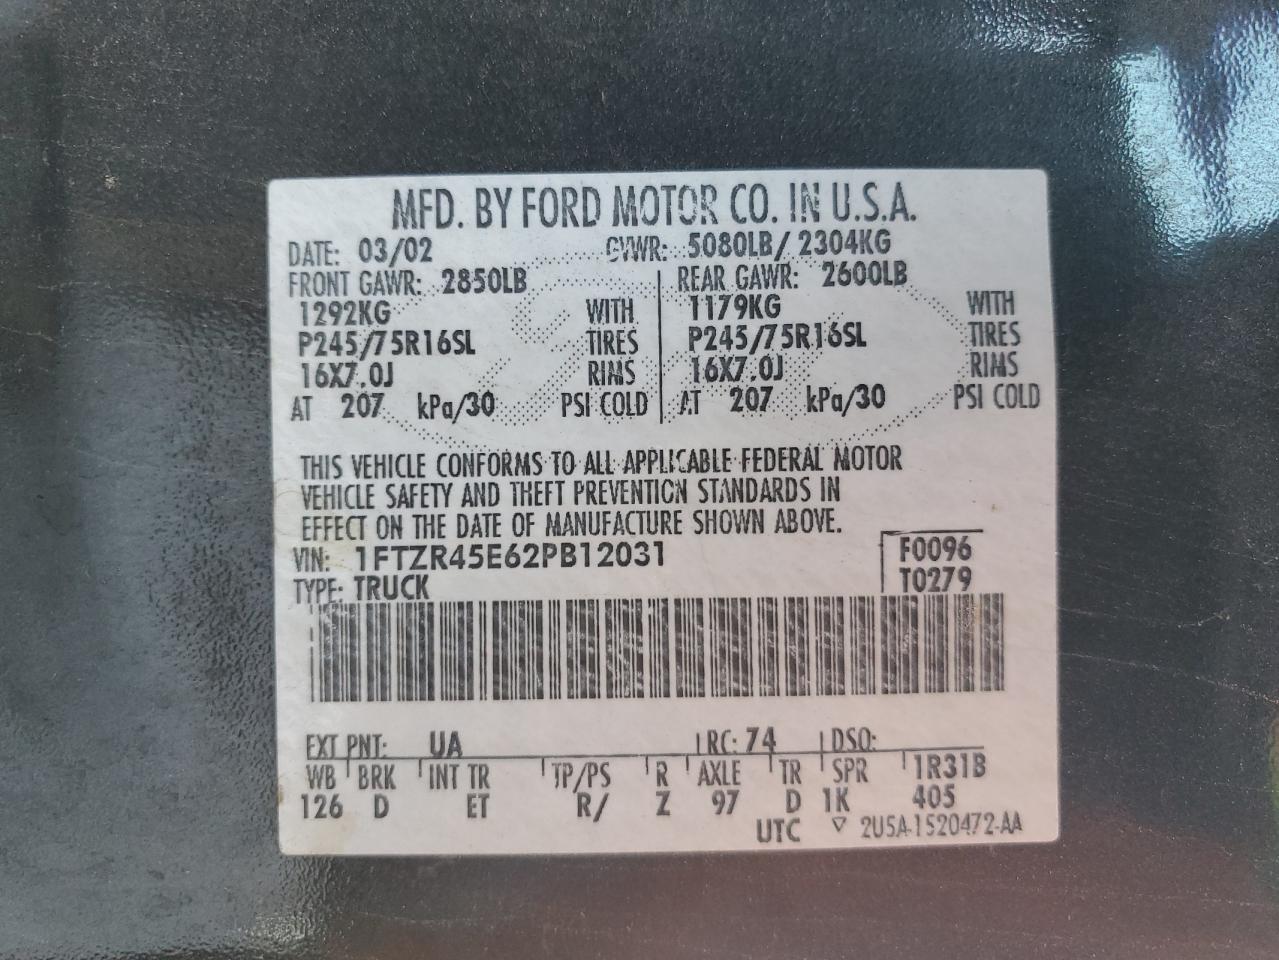 MFD. BY FORD MOTOR CO. IN U.S.A.
DATE: 03/02 GVWR: 5080LB/ 2304KG
FRONT GAWR: 2850LB REAR GAWR: 2600LB
1292KG WITH 1179KG WITH
P245/75R16SL TIRES P245/75R16SL TIRES
16X7.0J RIMS 16X7.0J RIMS
AT 207 kPa/30 PSI COLD AT 207 kPa/30 PSI COLD
THIS VEHICLE CONFORMS TO ALL APPLICABLE FEDERAL MOTOR
VEHICLE SAFETY AND THEFT PREVENTION STANDARDS IN
EFFECT ON THE DATE OF MANUFACTURE SHOWN ABOVE.
VIN: 1FTZR45E62PB12031 F0096
TYPE: TRUCK T0279
EXT PNT: UA RC: 74 DSO:
WB BRK INT TR TP/PS R AXLE TR SPR 1R31B
126 D ET R/ Z 97 D 1K 405
UTC ▽ 2U5A-1520472-AA